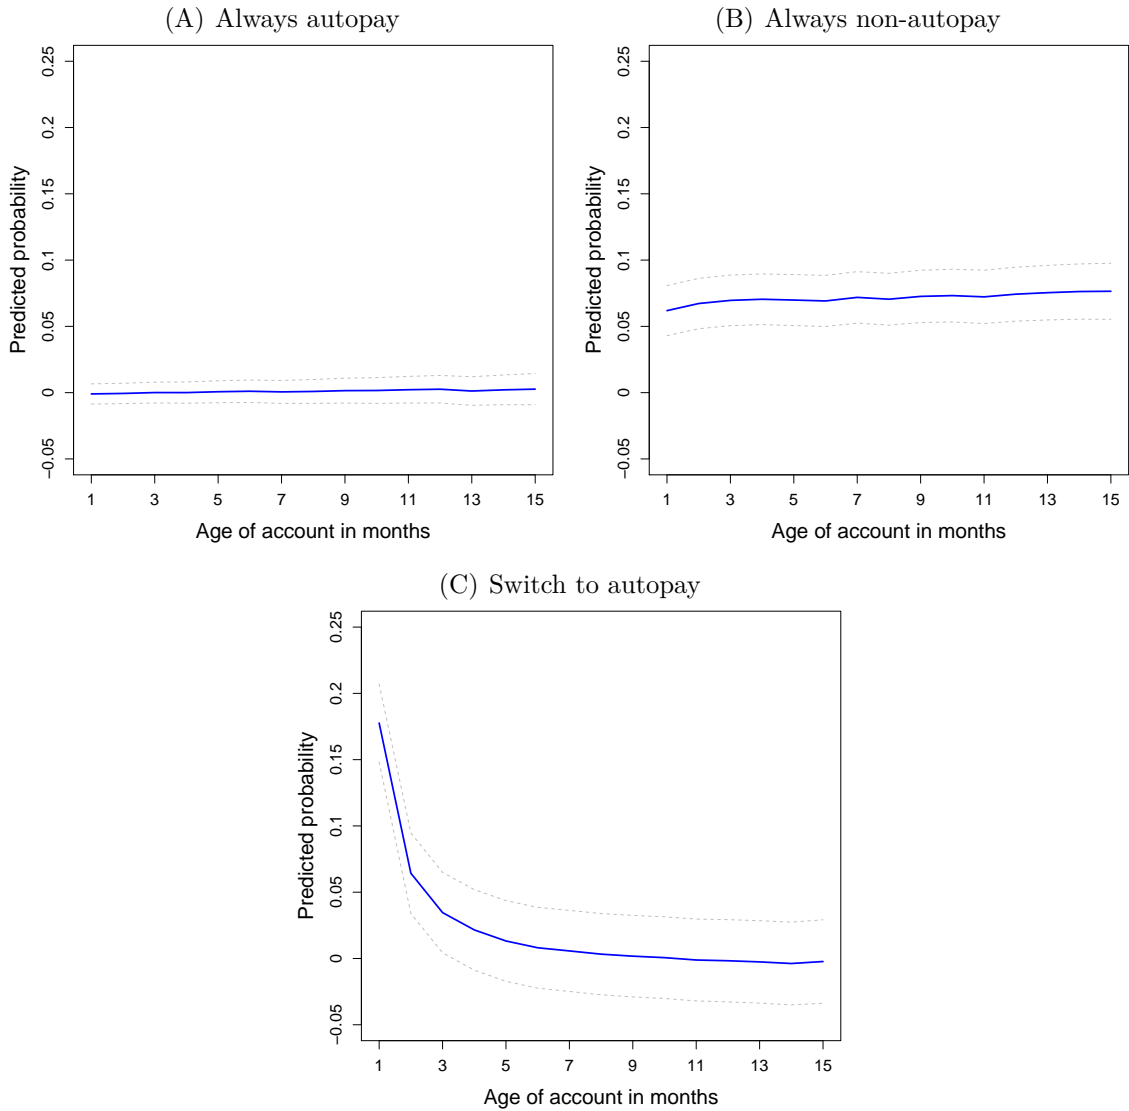 (A) Always autopay
0.25
0.2
0.15
0.1
0.05
0
−0.05
Predicted probability
1 3 5 7 9 11 13 15
Age of account in months
(B) Always non-autopay
0.25
0.2
0.15
0.1
0.05
0
−0.05
Predicted probability
1 3 5 7 9 11 13 15
Age of account in months
(C) Switch to autopay
0.25
0.2
0.15
0.1
0.05
0
−0.05
Predicted probability
1 3 5 7 9 11 13 15
Age of account in months